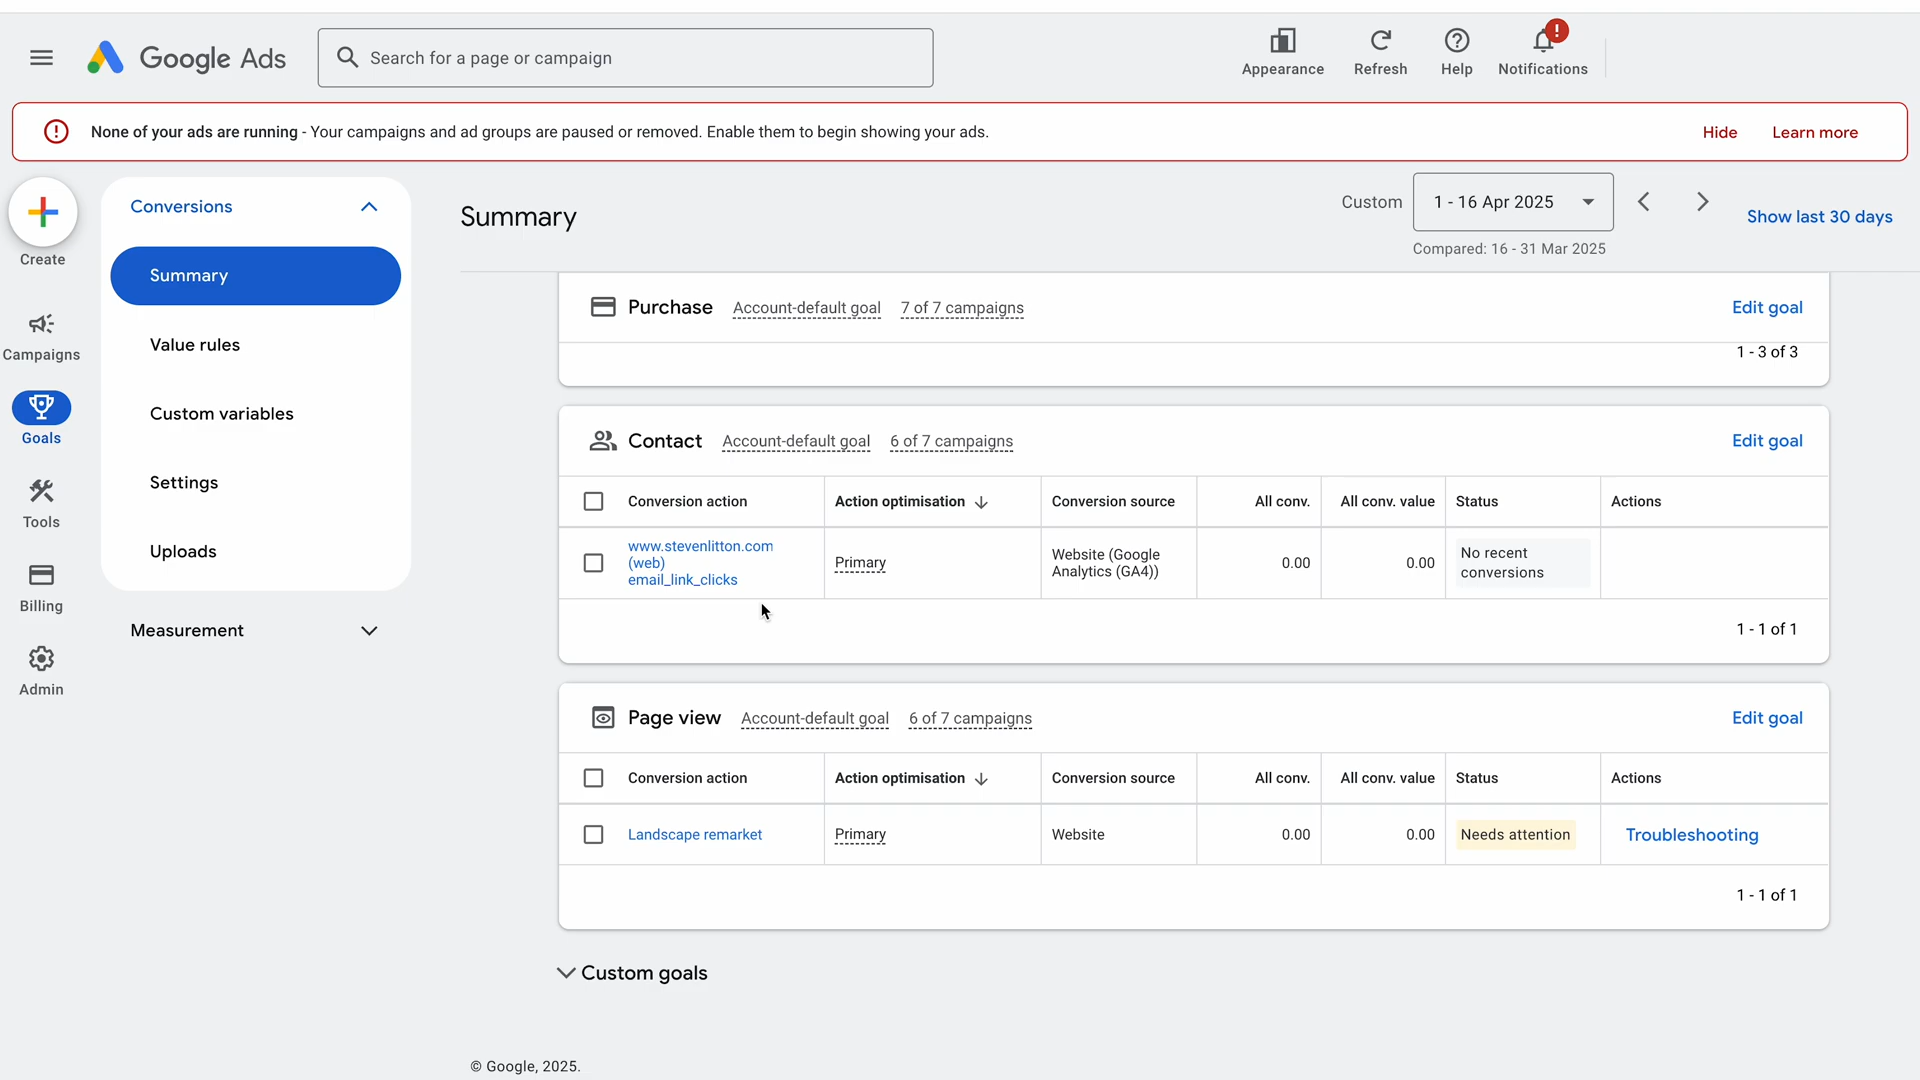 Google Ads
Search for a page or campaign
Appearance
Refresh
Help
!
Notifications
None of your ads are running - Your campaigns and ad groups are paused or removed. Enable them to begin showing your ads.
Hide
Learn more
Create
Campaigns
Goals
Tools
Billing
Admin
Conversions
Summary
Value rules
Custom variables
Settings
Uploads
Measurement
Summary
Custom
1 - 16 Apr 2025
Compared: 16 - 31 Mar 2025
Show last 30 days
Purchase Account-default goal 7 of 7 campaigns Edit goal
1 - 3 of 3
Contact Account-default goal 6 of 7 campaigns Edit goal
Conversion action Action optimisation Conversion source All conv. All conv. value Status Actions
www.stevenlitton.com
(web)
email_link_clicks
Primary
Website (Google
Analytics (GA4))
0.00
0.00
No recent
conversions
1 - 1 of 1
Page view Account-default goal 6 of 7 campaigns Edit goal
Conversion action Action optimisation Conversion source All conv. All conv. value Status Actions
Landscape remarket Primary Website 0.00 0.00 Needs attention Troubleshooting
1 - 1 of 1
Custom goals
© Google, 2025.